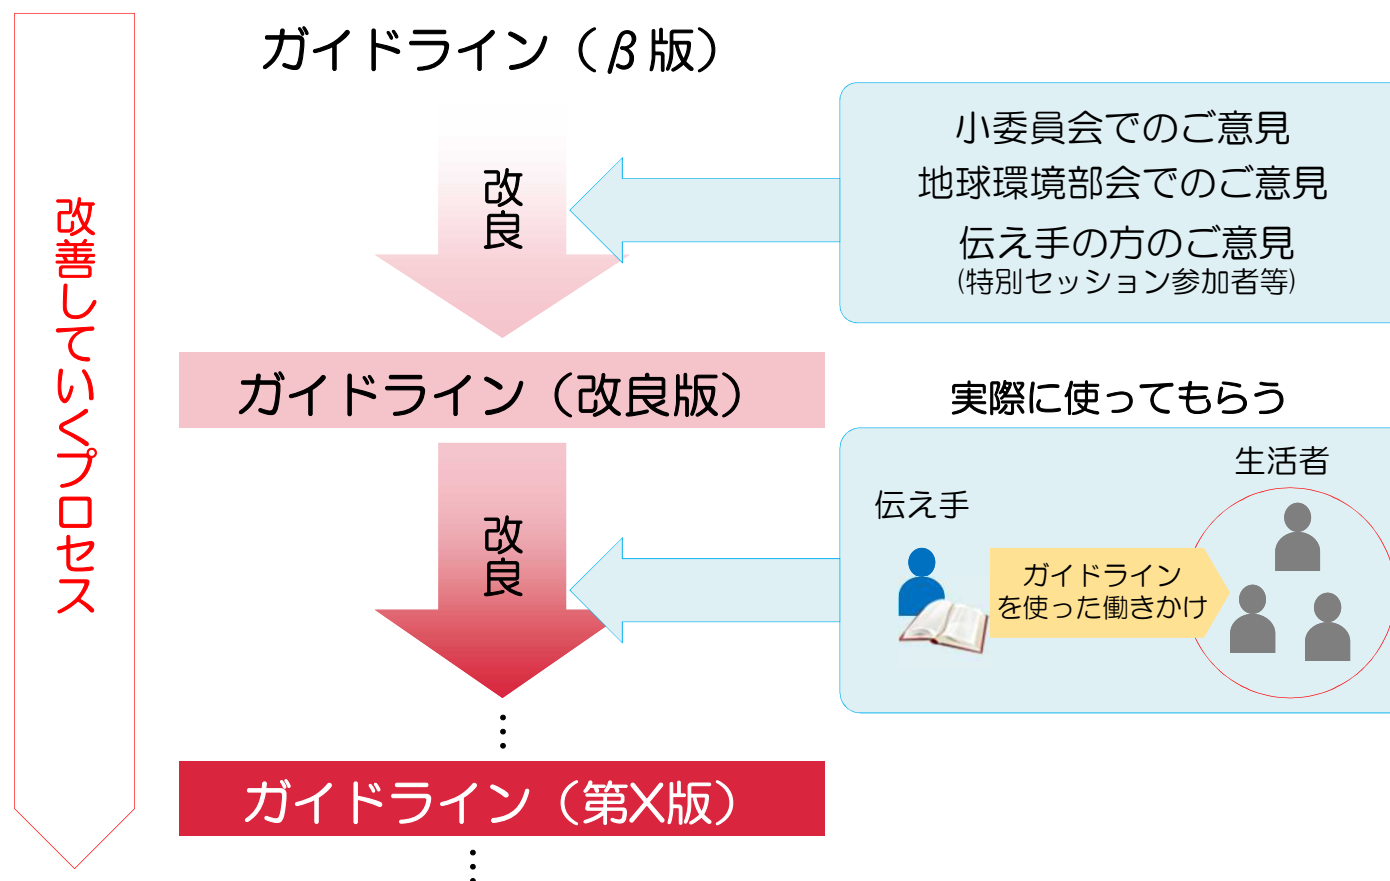 改善していくプロセス
ガイドライン（β版）
改良
小委員会でのご意見
地球環境部会でのご意見
伝え手の方のご意見
(特別セッション参加者等)
ガイドライン（改良版）
実際に使ってもらう
改良
生活者
伝え手
ガイドライン
を使った働きかけ
⋮
ガイドライン（第X版）
⋮